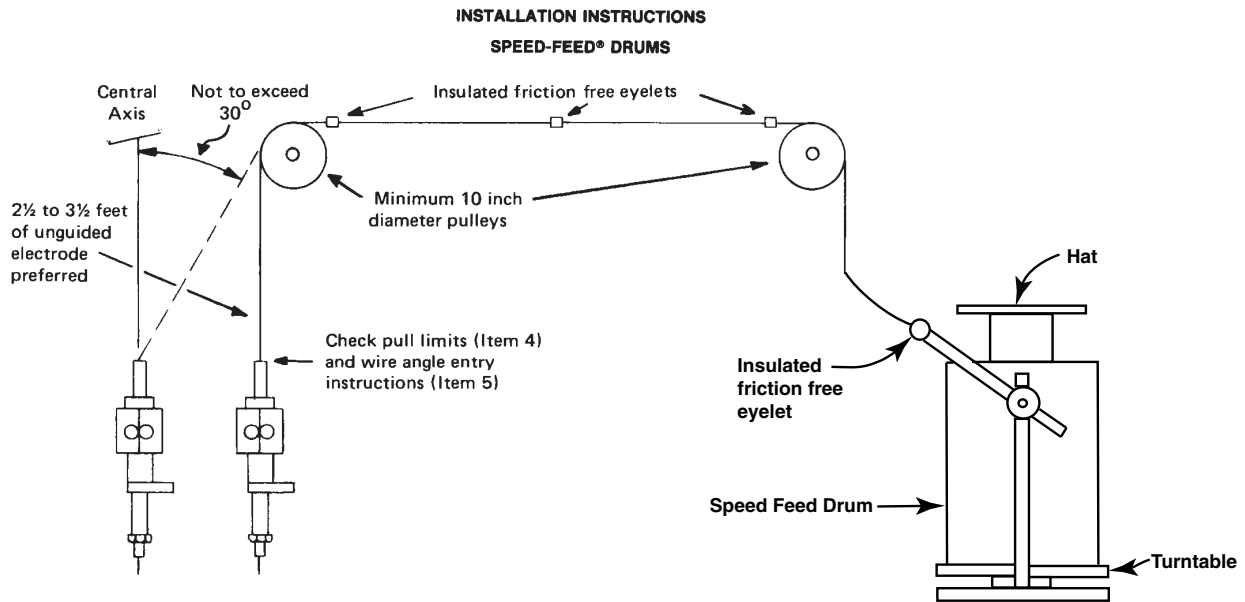 INSTALLATION INSTRUCTIONS
SPEED-FEED® DRUMS
Central
Axis
Not to exceed
30°
Insulated friction free eyelets
2½ to 3½ feet
of unguided
electrode
preferred
Minimum 10 inch
diameter pulleys
Hat
Check pull limits (Item 4)
and wire angle entry
instructions (Item 5)
Insulated
friction free
eyelet
Speed Feed Drum
Turntable